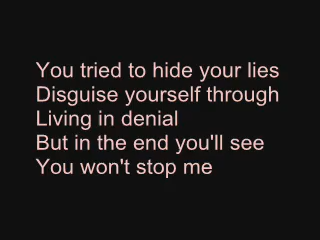 You tried to hide your lies
Disguise yourself through
Living in denial
But in the end you'll see
You won't stop me